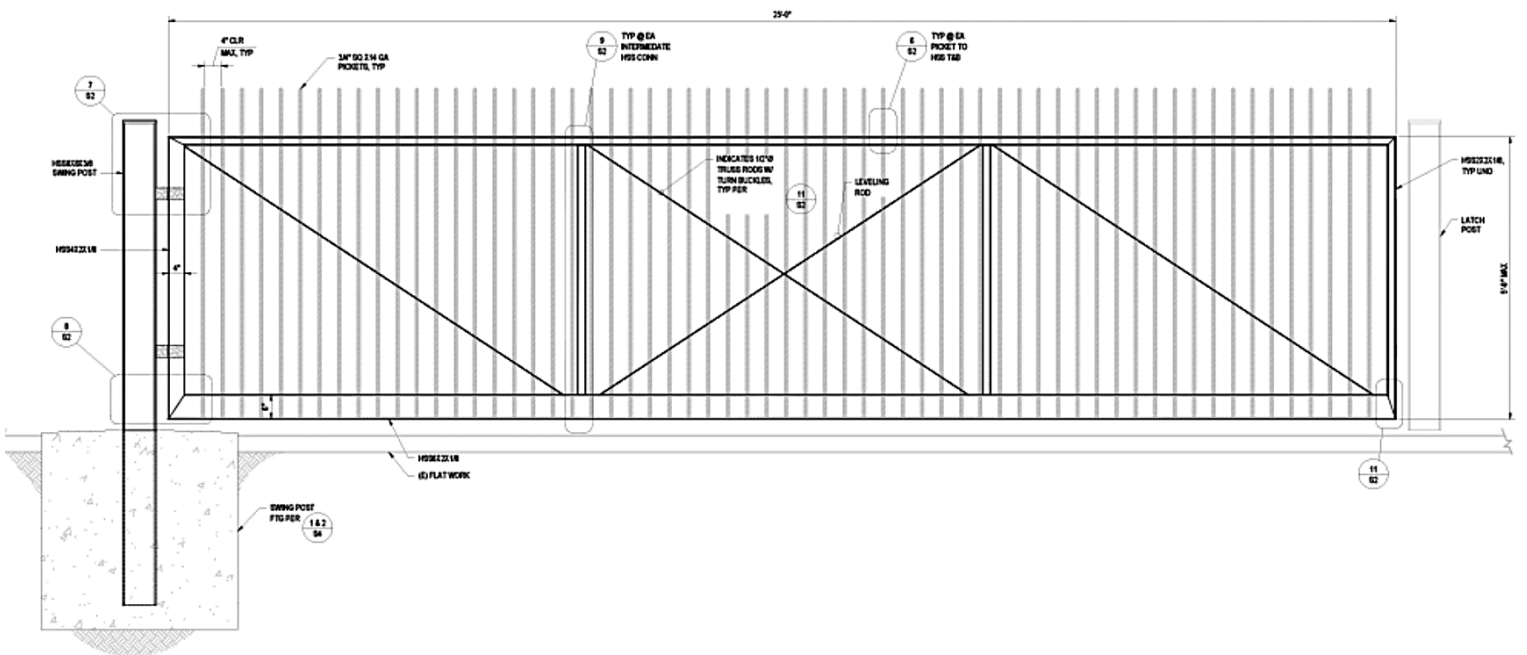 25'-0"
4" CLR
MAX, TYP
3/4" SQ X 14 GA
PICKETS, TYP
9
S2
TYP @ EA
INTERMEDATE
HSS CONN
6
S2
TYP @ EA
PICKET TO
HSS T&B
7
S2
HSS8X8X3/8
SWING POST
INDICATES 1/2"Ø
TRUSS RODS W/
TURN BUCKLES,
TYP PER
11
S2
LEVELING
ROD
HSS2X2X1/8,
TYP UNO
LATCH
POST
HSS4X2X1/8
4"
MAX
8
S2
6"
HSS6X2X1/8
(E) FLAT WORK
11
S2
SWING POST
FTG PER
1 & 2
S4